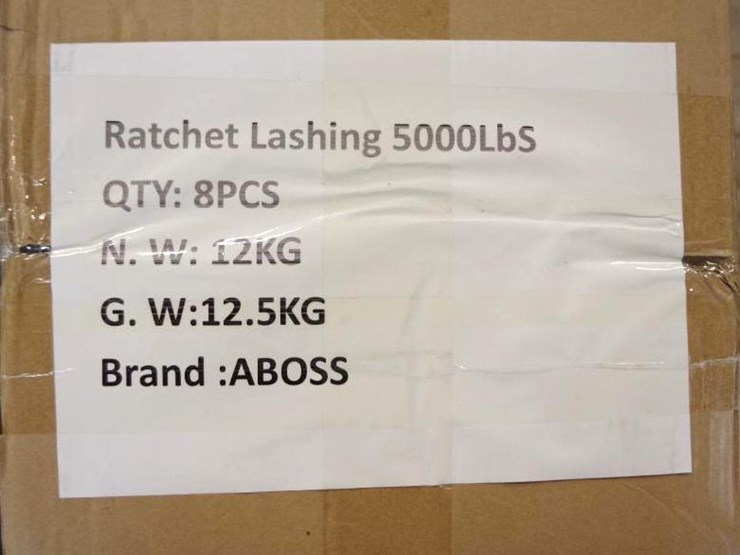 Ratchet Lashing 5000LbS
QTY: 8PCS
N. W: 12KG
G. W:12.5KG
Brand :ABOSS